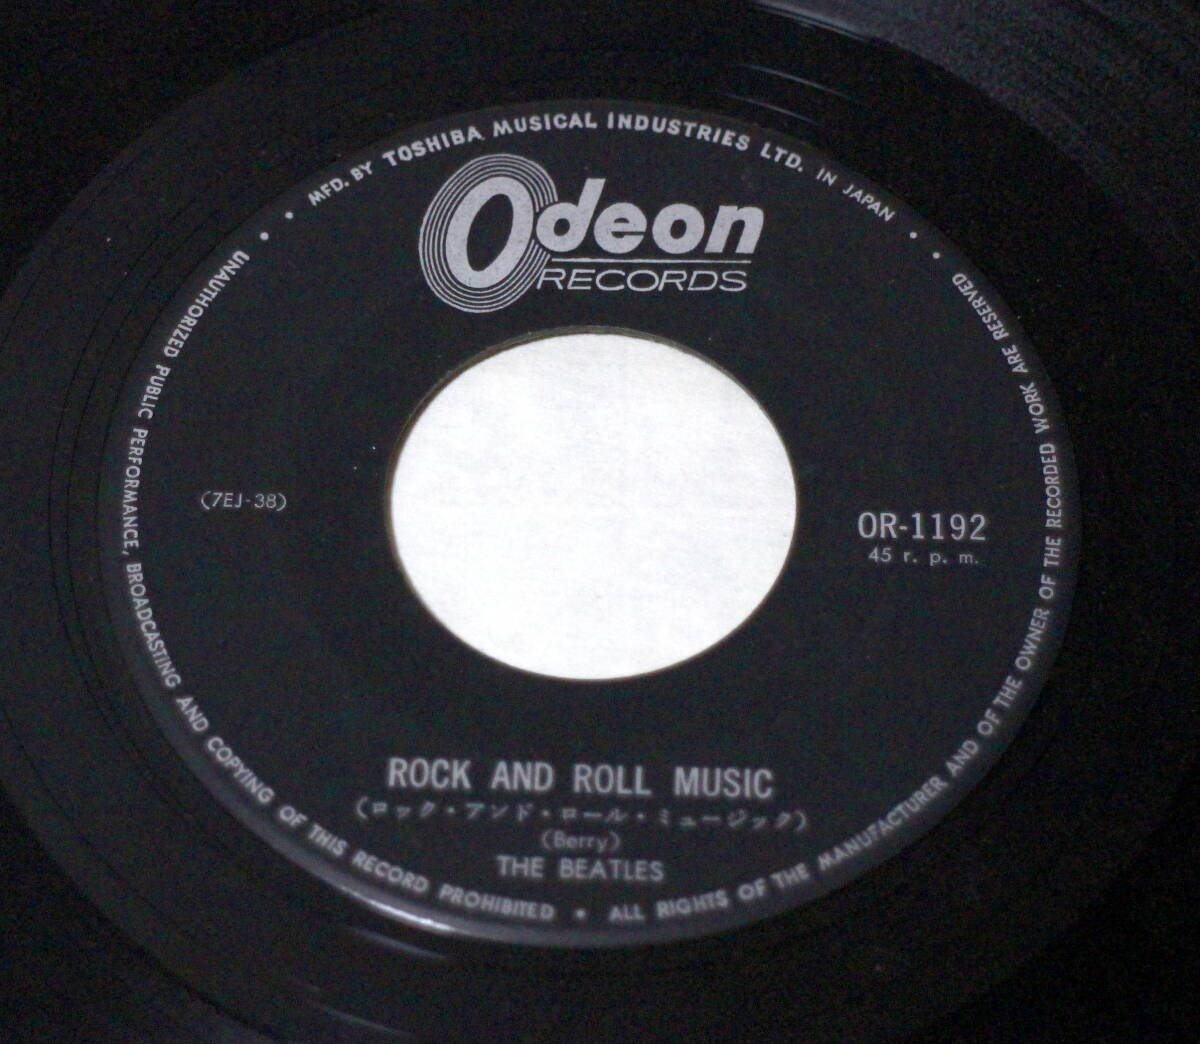 MFD. BY TOSHIBA MUSICAL INDUSTRIES LTD. IN JAPAN
Odeon
RECORDS
(7EJ-38)
OR-1192
45 r. p. m.
ROCK AND ROLL MUSIC
(ロック・アンド・ロール・ミュージック)
(Berry)
THE BEATLES
UNAUTHORIZED PUBLIC PERFORMANCE, BROADCASTING AND COPYING OF THIS RECORD PROHIBITED • ALL RIGHTS OF THE MANUFACTURER AND OF THE OWNER OF THE RECORDED WORK ARE RESERVED